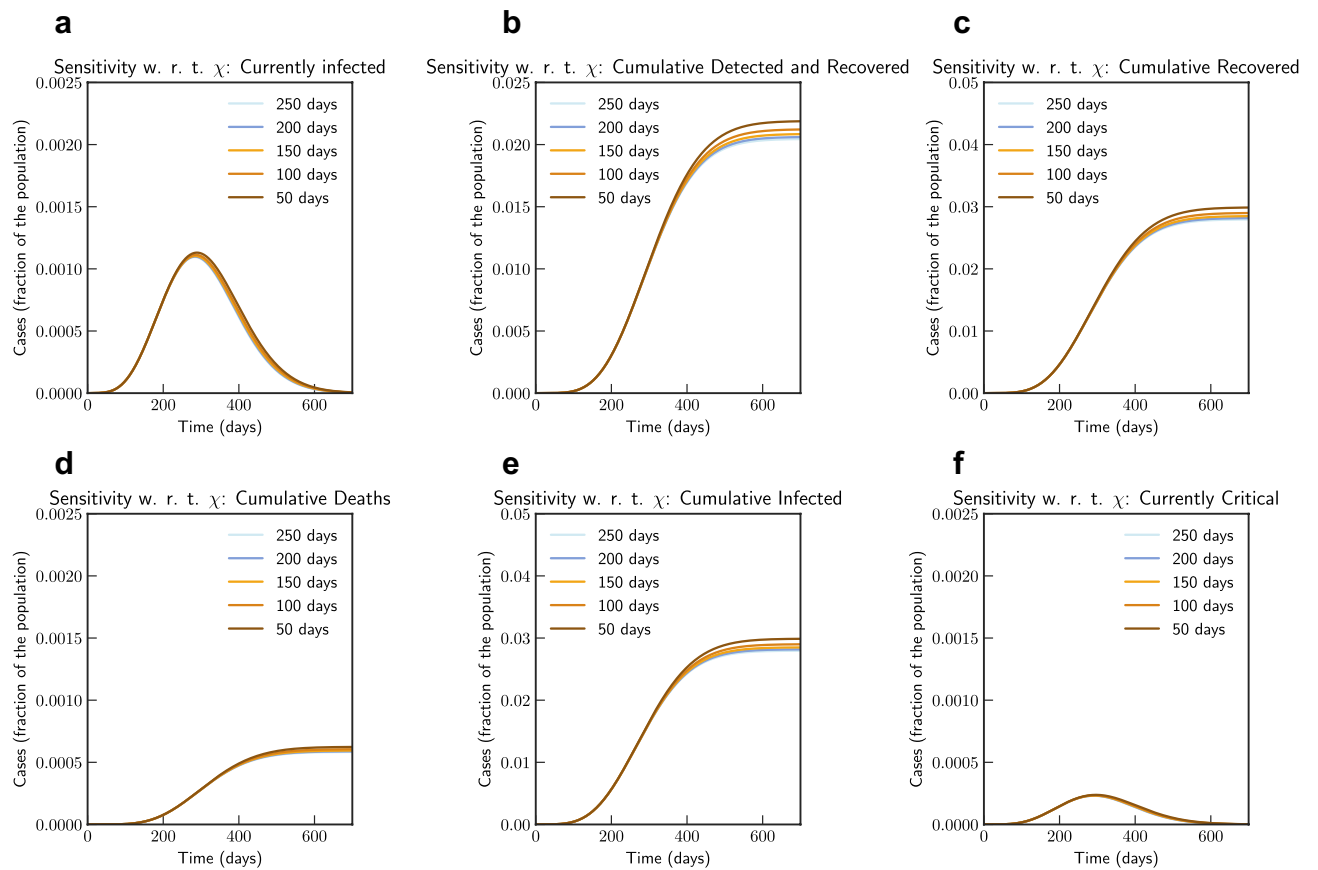 a
Sensitivity w. r. t. χ: Currently infected
Cases (fraction of the population)
0.0025
0.0020
0.0015
0.0010
0.0005
0.0000
250 days
200 days
150 days
100 days
50 days
0 200 400 600
Time (days)
b
Sensitivity w. r. t. χ: Cumulative Detected and Recovered
Cases (fraction of the population)
0.025
0.020
0.015
0.010
0.005
0.000
250 days
200 days
150 days
100 days
50 days
0 200 400 600
Time (days)
c
Sensitivity w. r. t. χ: Cumulative Recovered
Cases (fraction of the population)
0.05
0.04
0.03
0.02
0.01
0.00
250 days
200 days
150 days
100 days
50 days
0 200 400 600
Time (days)
d
Sensitivity w. r. t. χ: Cumulative Deaths
Cases (fraction of the population)
0.0025
0.0020
0.0015
0.0010
0.0005
0.0000
250 days
200 days
150 days
100 days
50 days
0 200 400 600
Time (days)
e
Sensitivity w. r. t. χ: Cumulative Infected
Cases (fraction of the population)
0.05
0.04
0.03
0.02
0.01
0.00
250 days
200 days
150 days
100 days
50 days
0 200 400 600
Time (days)
f
Sensitivity w. r. t. χ: Currently Critical
Cases (fraction of the population)
0.0025
0.0020
0.0015
0.0010
0.0005
0.0000
250 days
200 days
150 days
100 days
50 days
0 200 400 600
Time (days)